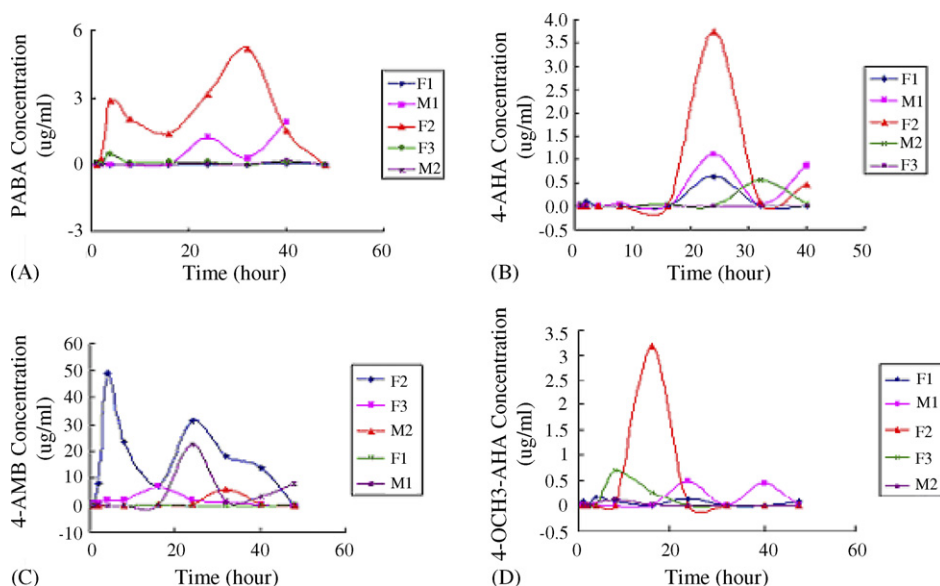 6
3
0
-3
PABA Concentration
(ug/ml)
0 20 40 60
Time (hour)
(A)
F1
M1
F2
F3
M2
4.0
3.5
3.0
2.5
2.0
1.5
1.0
0.5
0.0
-0.5
4-AHA Concentration
(ug/ml)
0 10 20 30 40 50
Time (hour)
(B)
F1
M1
F2
M2
F3
60
50
40
30
20
10
0
-10
4-AMB Concentration
(ug/ml)
0 20 40 60
Time (hour)
(C)
F2
F3
M2
F1
M1
3.5
3
2.5
2
1.5
1
0.5
0
-0.5
4-OCH3-AHA Concentration
(ug/ml)
0 20 40 60
Time (hour)
(D)
F1
M1
F2
F3
M2